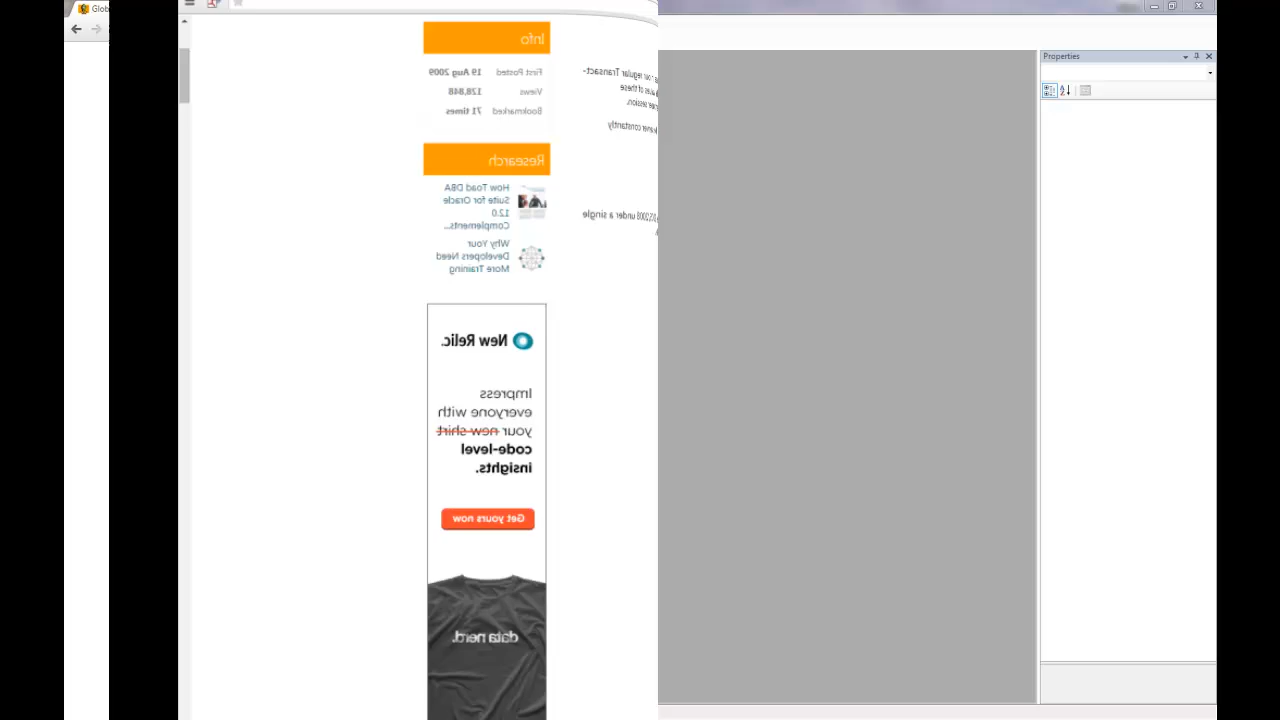 Glob
Info
First Posted 19 Aug 2009
Views 128,848
Bookmarked 71 times
Research
How Toad DBA
Suite for Oracle
12.0
Complements...
Why Your
Developers Need
More Training
New Relic.
Impress
everyone with
your new shirt
code-level
insights.
Get yours now
data nerd.
our regular Transact-
of these
session.
constantly
under a single
Properties